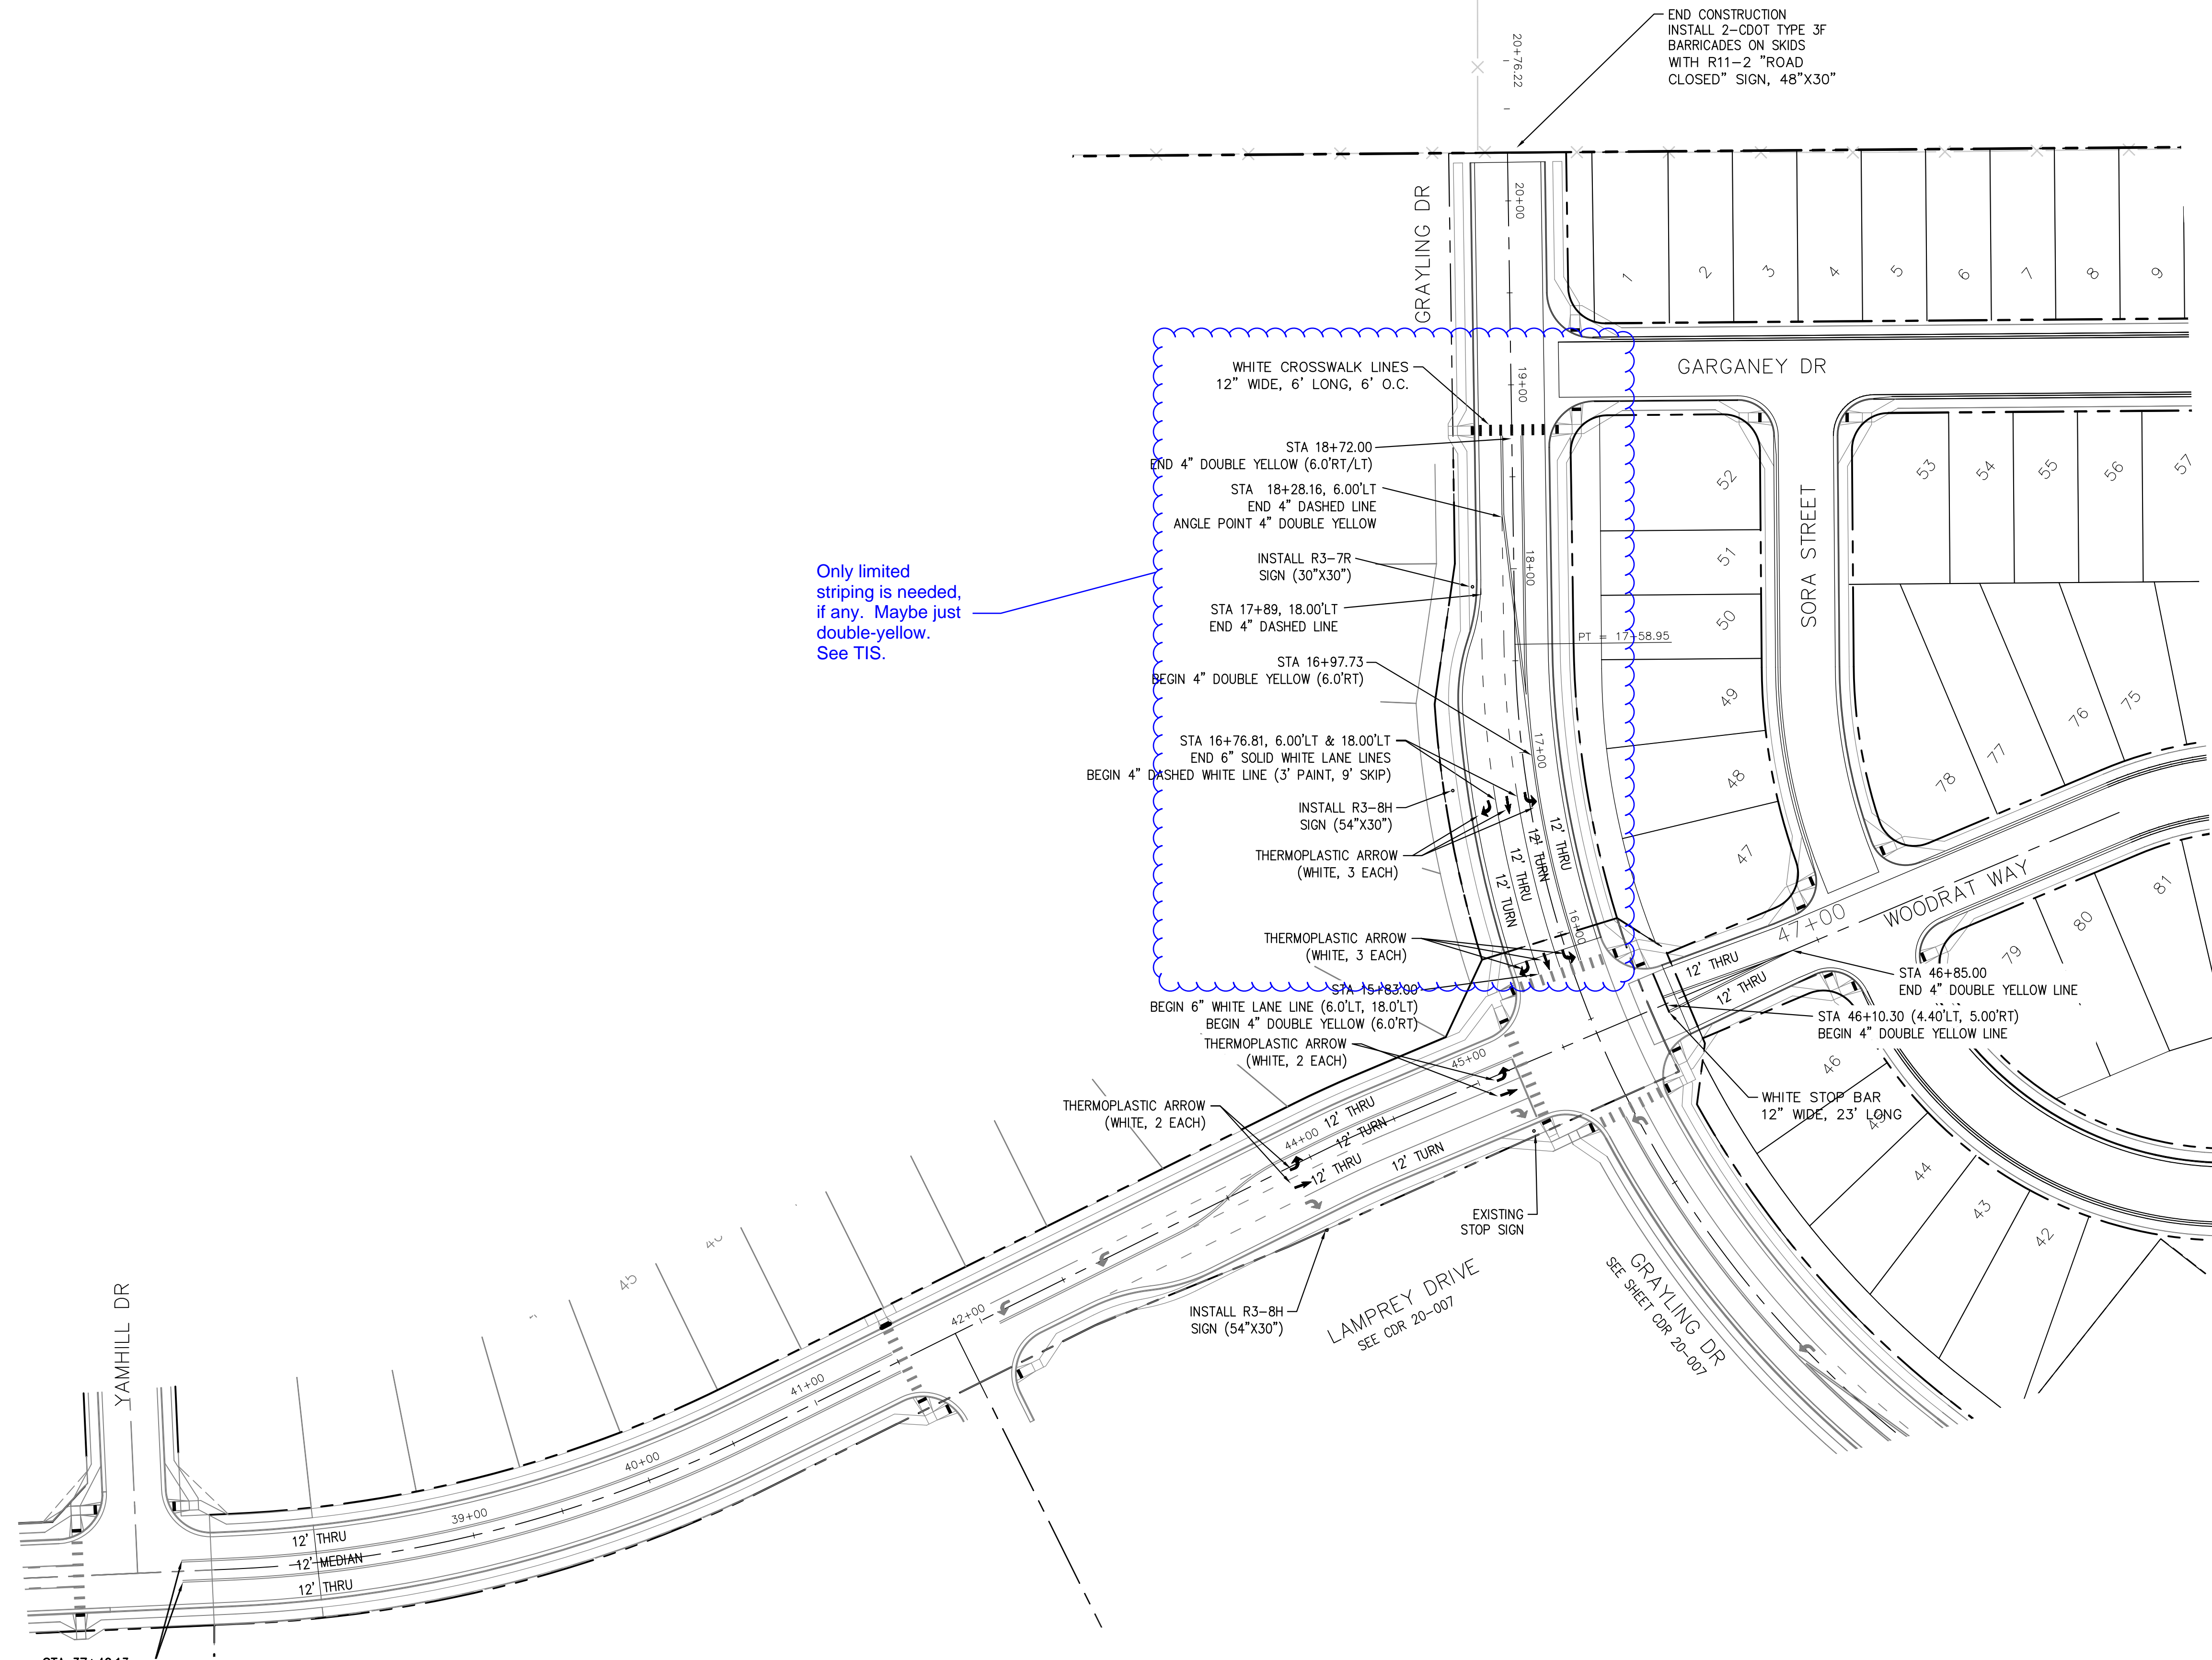 END CONSTRUCTION
INSTALL 2-CDOT TYPE 3F
BARRICADES ON SKIDS
WITH R11-2 "ROAD
CLOSED" SIGN, 48"X30"
20+76.22
20+00
GRAYLING DR
1
2
3
4
5
6
7
8
9
GARGANEY DR
WHITE CROSSWALK LINES
12" WIDE, 6' LONG, 6' O.C.
19+00
STA 18+72.00
END 4" DOUBLE YELLOW (6.0'RT/LT)
STA 18+28.16, 6.00'LT
END 4" DASHED LINE
ANGLE POINT 4" DOUBLE YELLOW
INSTALL R3-7R
SIGN (30"X30")
18+00
STA 17+89, 18.00'LT
END 4" DASHED LINE
PT = 17+58.95
STA 16+97.73
BEGIN 4" DOUBLE YELLOW (6.0'RT)
17+00
STA 16+76.81, 6.00'LT & 18.00'LT
END 6" SOLID WHITE LANE LINES
BEGIN 4" DASHED WHITE LINE (3' PAINT, 9' SKIP)
INSTALL R3-8H
SIGN (54"X30")
THERMOPLASTIC ARROW
(WHITE, 3 EACH)
12' TURN
12' THRU
12' TURN
12' THRU
16+00
THERMOPLASTIC ARROW
(WHITE, 3 EACH)
STA 15+83.00
BEGIN 6" WHITE LANE LINE (6.0'LT, 18.0'LT)
BEGIN 4" DOUBLE YELLOW (6.0'RT)
THERMOPLASTIC ARROW
(WHITE, 2 EACH)
THERMOPLASTIC ARROW
(WHITE, 2 EACH)
Only limited
striping is needed,
if any. Maybe just
double-yellow.
See TIS.
52
51
50
49
48
47
SORA STREET
53
54
55
56
57
78
77
76
75
81
80
79
WOODRAT WAY
47+00
12' THRU
12' THRU
STA 46+85.00
END 4" DOUBLE YELLOW LINE
STA 46+10.30 (4.40'LT, 5.00'RT)
BEGIN 4" DOUBLE YELLOW LINE
46
WHITE STOP BAR
12" WIDE, 23' LONG
44
43
42
45+00
12' THRU
44+00
12' TURN
12' THRU
12' TURN
EXISTING
STOP SIGN
INSTALL R3-8H
SIGN (54"X30")
LAMPREY DRIVE
SEE CDR 20-007
GRAYLING DR
SEE SHEET CDR 20-007
42+00
41+00
40+00
39+00
45
YAMHILL DR
12' THRU
12' MEDIAN
12' THRU